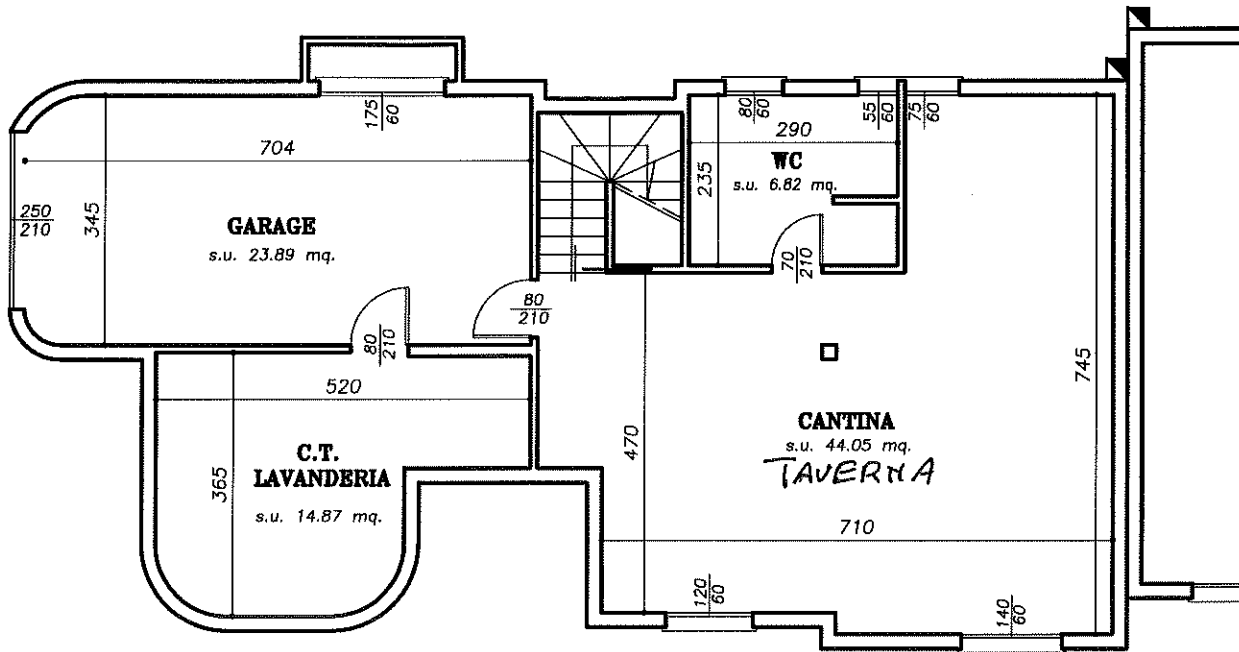 175
60
80
60
55
60
75
60
704
290
WC
s.u. 6.82 mq.
235
250
210
345
GARAGE
s.u. 23.89 mq.
70
210
80
210
80
210
745
520
CANTINA
s.u. 44.05 mq.
TAVERNA
470
C.T.
LAVANDERIA
s.u. 14.87 mq.
365
710
120
60
140
60